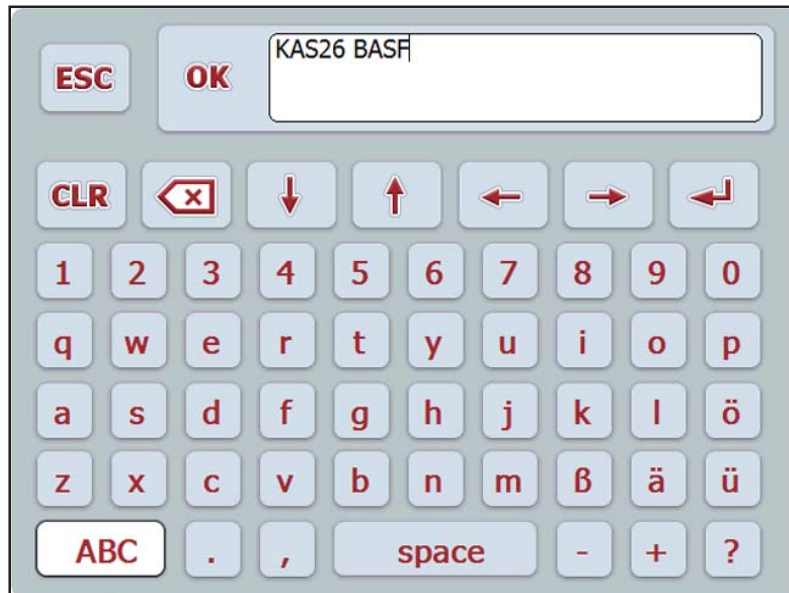 ESC OK KAS26 BASF
CLR
1 2 3 4 5 6 7 8 9 0
q w e r t y u i o p
a s d f g h j k l ö
z x c v b n m ß ä ü
ABC . , space - + ?